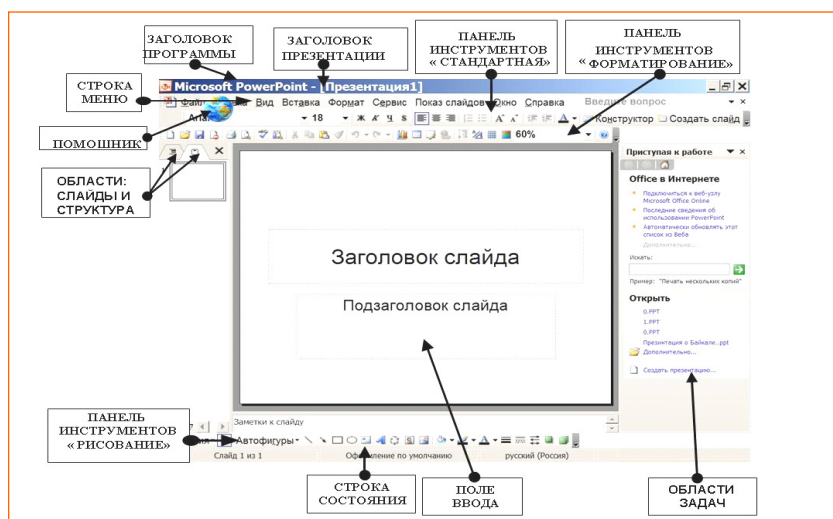 ЗАГОЛОВОК
ПРОГРАММЫ
ЗАГОЛОВОК
ПРЕЗЕНТАЦИИ
ПАНЕЛЬ
ИНСТРУМЕНТОВ
« СТАНДАРТНАЯ»
ПАНЕЛЬ
ИНСТРУМЕНТОВ
«ФОРМАТИРОВАНИЕ»
СТРОКА
МЕНЮ
ПОМОШНИК
ОБЛАСТИ:
СЛАЙДЫ И
СТРУКТУРА
Microsoft PowerPoint - [Презентация1]
Файл Вид Вставка Формат Сервис Показ слайдов Окно Справка Введите вопрос
18 Ж К Ч S Конструктор Создать слайд
60%
Приступая к работе
Office в Интернете
Подключиться к веб-узлу
Microsoft Office Online
Последние сведения об
использовании PowerPoint
Автоматически обновлять этот
список из Веба
Дополнительно...
Искать:
Пример: "Печать нескольких копий"
Открыть
0.PPT
1.PPT
0.PPT
Презинтация о Байкале..ppt
Дополнительно...
Создать презентацию...
Заголовок слайда
Подзаголовок слайда
Заметки к слайду
Автофигуры
Слайд 1 из 1 Оформление по умолчанию русский (Россия)
ПАНЕЛЬ
ИНСТРУМЕНТОВ
«РИСОВАНИЕ»
СТРОКА
СОСТОЯНИЯ
ПОЛЕ
ВВОДА
ОБЛАСТИ
ЗАДАЧ